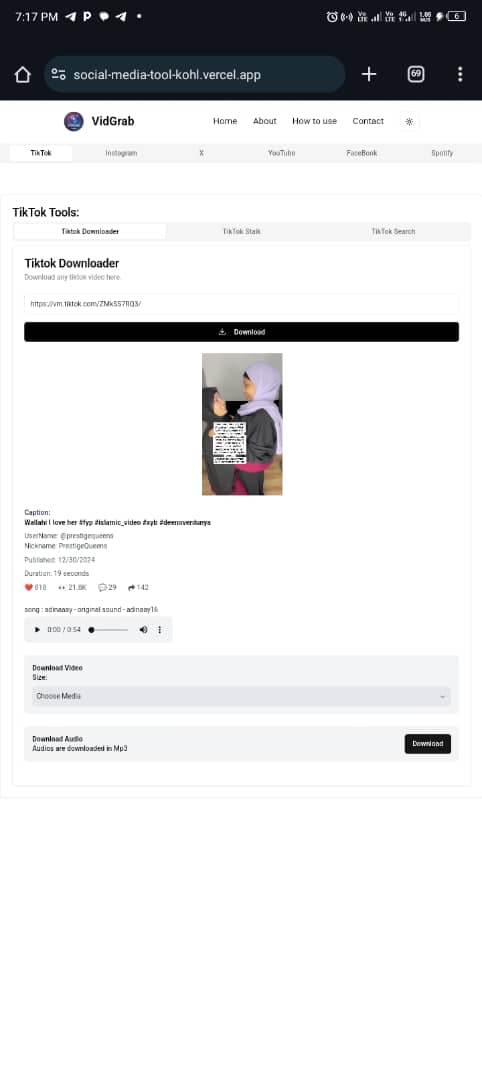 7:17 PM
Vo LTE Vo LTE 4G 1.05 M/S 6
social-media-tool-kohl.vercel.app
69
VidGrab
Home About How to use Contact
TikTok Instagram X YouTube FaceBook Spotify
TikTok Tools:
Tiktok Downloader TikTok Stalk TikTok Search
Tiktok Downloader
Download any tiktok video here.
https://vm.tiktok.com/ZMkSS7RQ3/
Download
Caption:
Wallahi I love her #fyp #islamic_video #xyb #deenoverdunya
UserName: @prestigequeens
Nickname: PrestigeQueens
Published: 12/30/2024
Duration: 19 seconds
❤️818 👀 21.8K 💬29 142
song : adinaaay - original sound - adinaay16
0:00 / 0:54
Download Video
Size:
Choose Media
Download Audio
Audios are downloaded in Mp3
Download